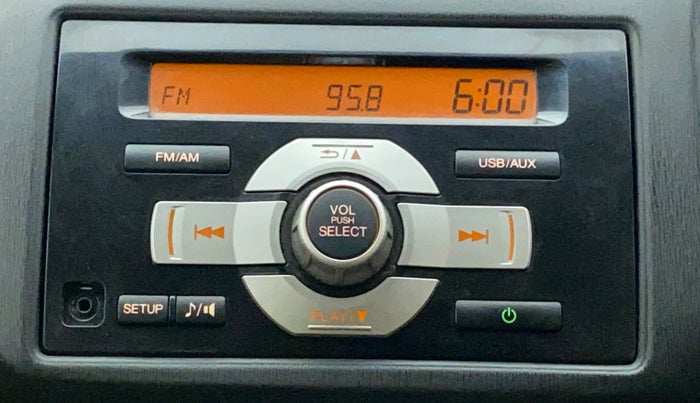 FM 95.8 6:00
FM/AM
USB/AUX
VOL
PUSH
SELECT
SETUP
PLAY/